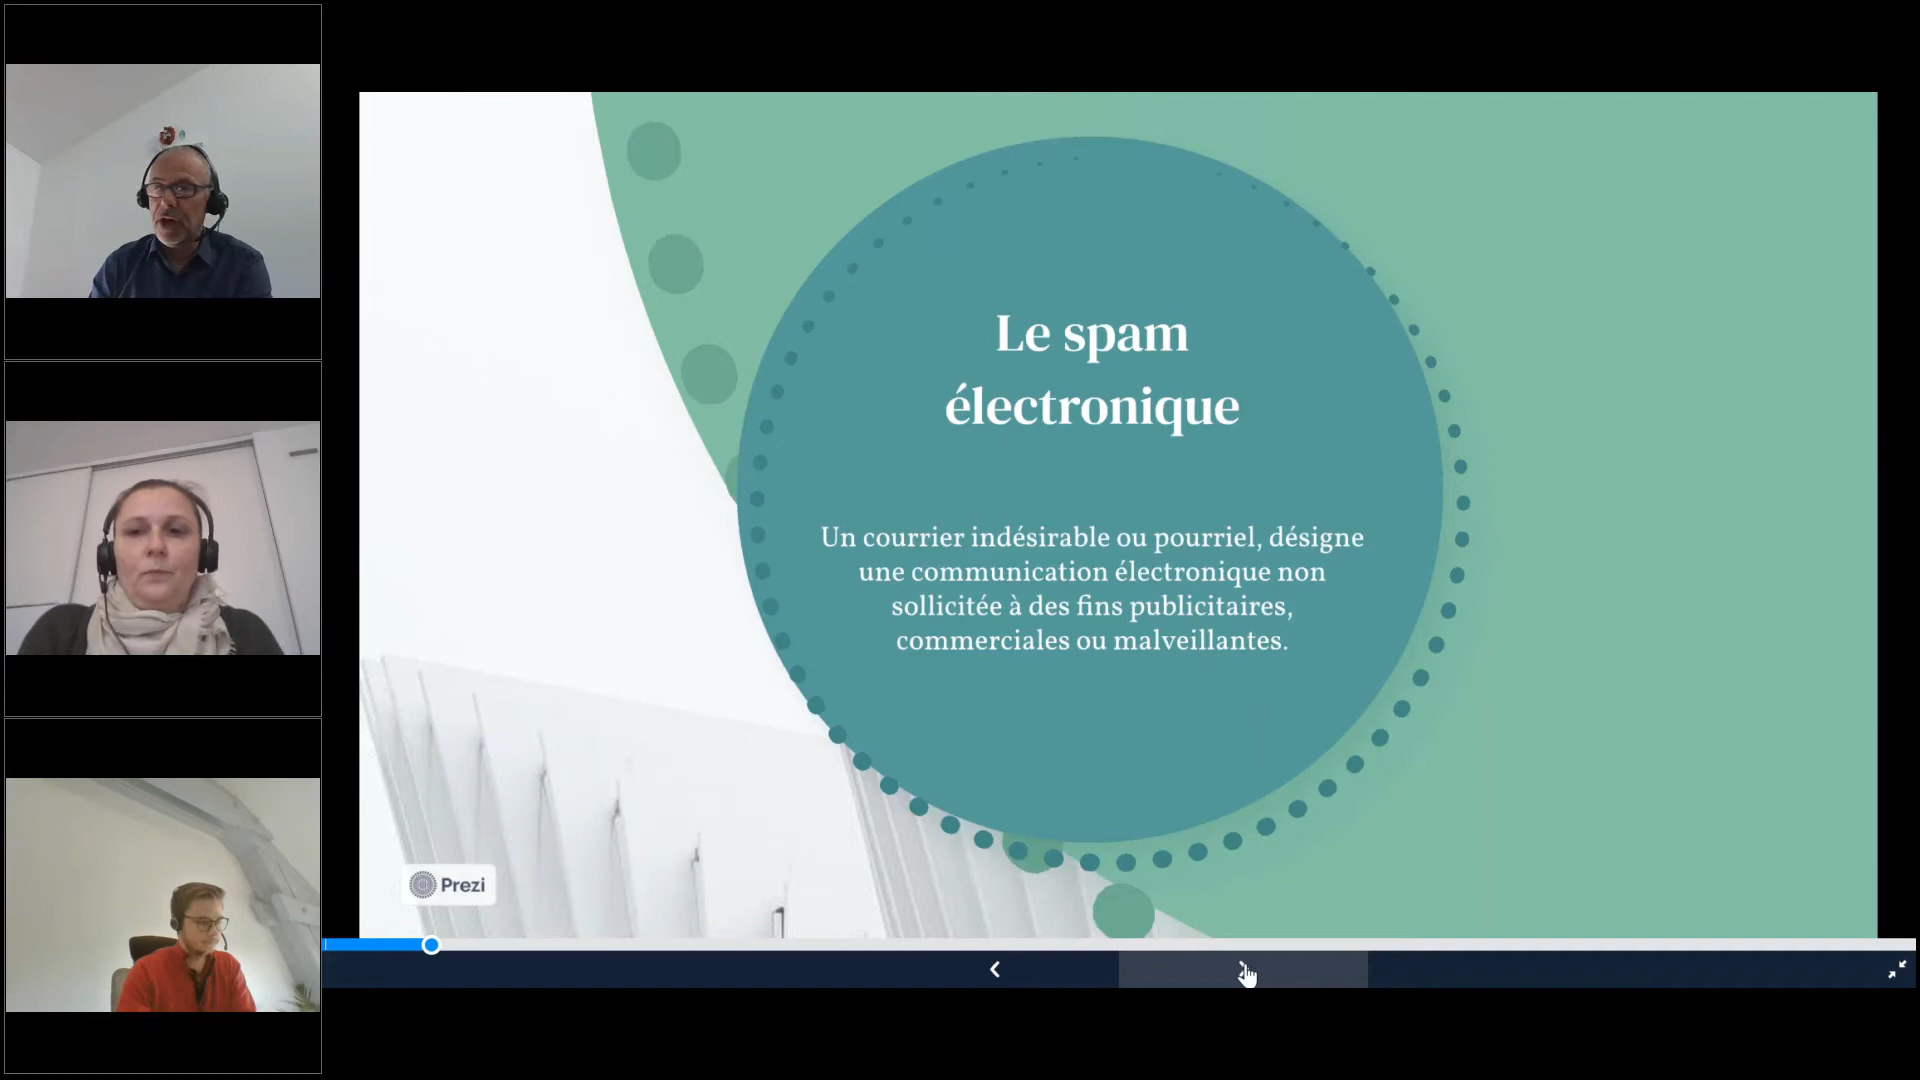 Le spam
électronique
Un courrier indésirable ou pourriel, désigne
une communication électronique non
sollicitée à des fins publicitaires,
commerciales ou malveillantes.
Prezi